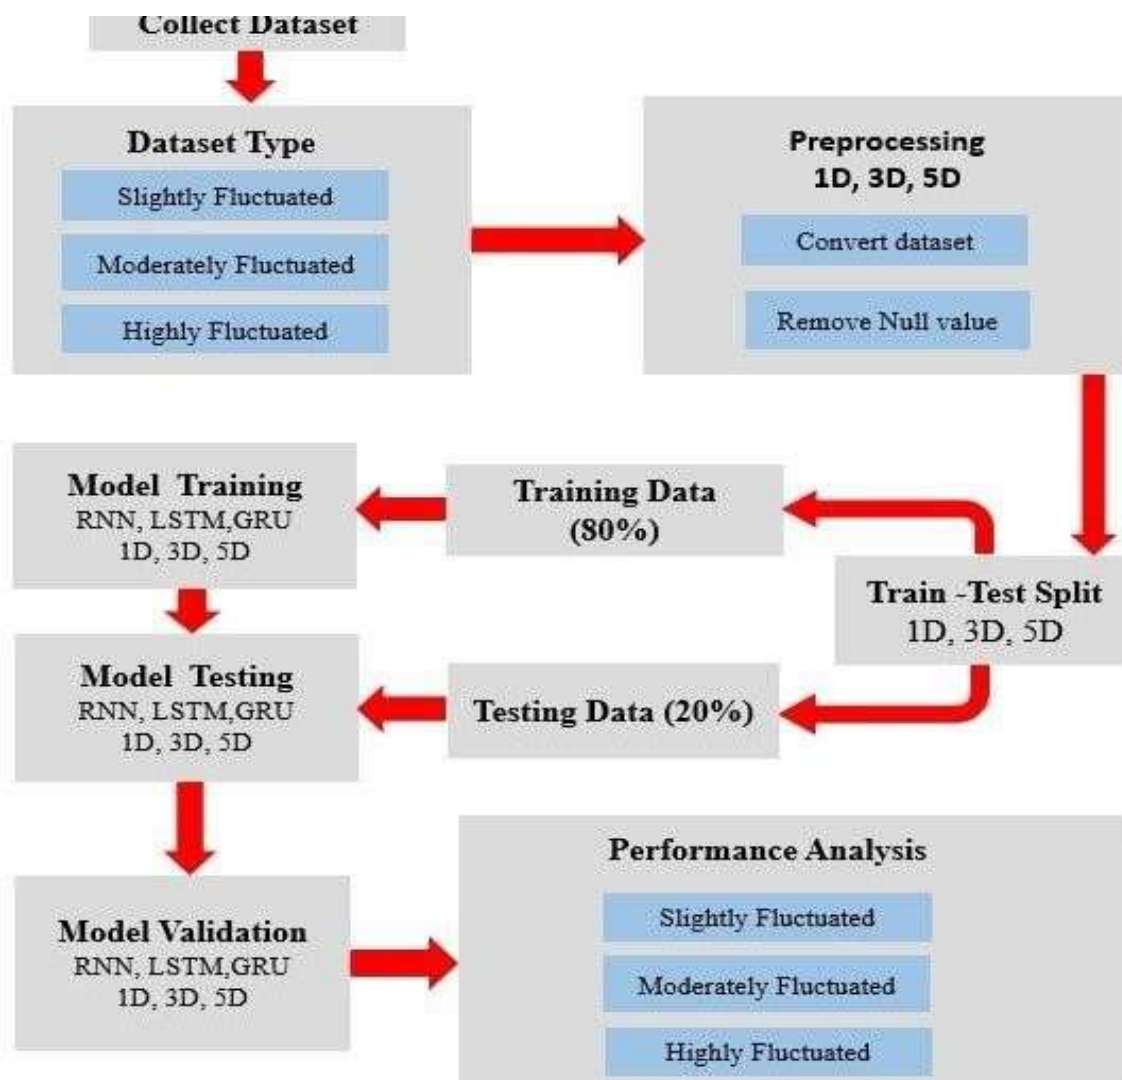 Collect Dataset
Dataset Type
Slightly Fluctuated
Moderately Fluctuated
Highly Fluctuated
Preprocessing
1D, 3D, 5D
Convert dataset
Remove Null value
Train -Test Split
1D, 3D, 5D
Training Data
(80%)
Testing Data (20%)
Model Training
RNN, LSTM,GRU
1D, 3D, 5D
Model Testing
RNN, LSTM,GRU
1D, 3D, 5D
Model Validation
RNN, LSTM,GRU
1D, 3D, 5D
Performance Analysis
Slightly Fluctuated
Moderately Fluctuated
Highly Fluctuated